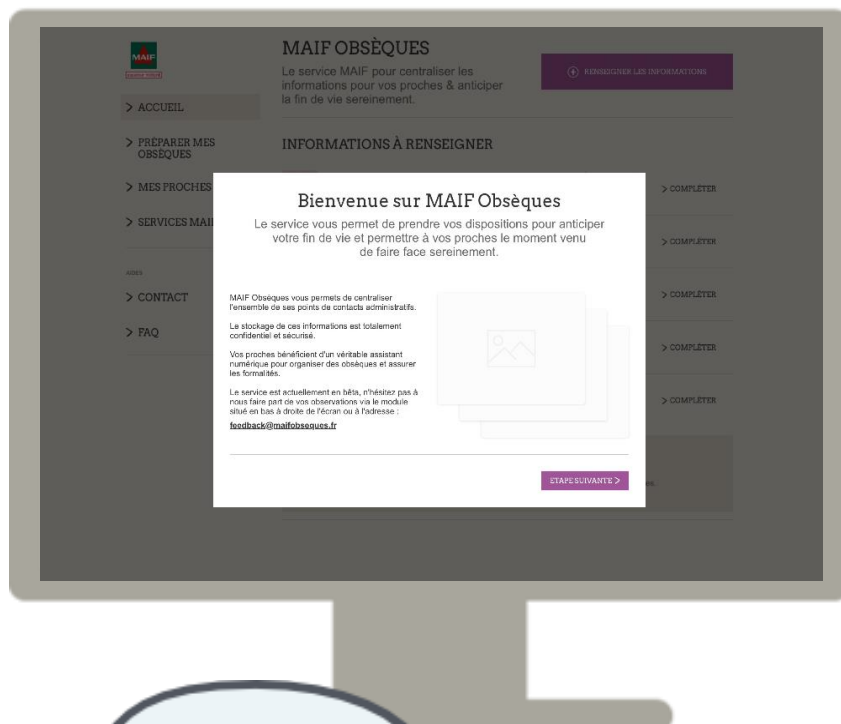 MAIF
MAIF OBSÈQUES
Le service MAIF pour centraliser les
informations pour vos proches & anticiper
la fin de vie sereinement.
RENSEIGNER LES INFORMATIONS
> ACCUEIL
> PRÉPARER MES
OBSÈQUES
> MES PROCHES
> SERVICES MAIF
> CONTACT
> FAQ
INFORMATIONS À RENSEIGNER
> COMPLÉTER
> COMPLÉTER
> COMPLÉTER
> COMPLÉTER
> COMPLÉTER
Bienvenue sur MAIF Obsèques
Le service vous permet de prendre vos dispositions pour anticiper
votre fin de vie et permettre à vos proches le moment venu
de faire face sereinement.
MAIF Obsèques vous permets de centraliser
l'ensemble de ses points de contacts administratifs.
Le stockage de ces informations est totalement
confidentiel et sécurisé.
Vos proches bénéficient d'un véritable assistant
numérique pour organiser des obsèques et assurer
les formalités.
Le service est actuellement en bêta, n'hésitez pas à
nous faire part de vos observations via le module
situé en bas à droite de l'écran ou à l'adresse :
feedback@maifobseques.fr
ETAPE SUIVANTE >